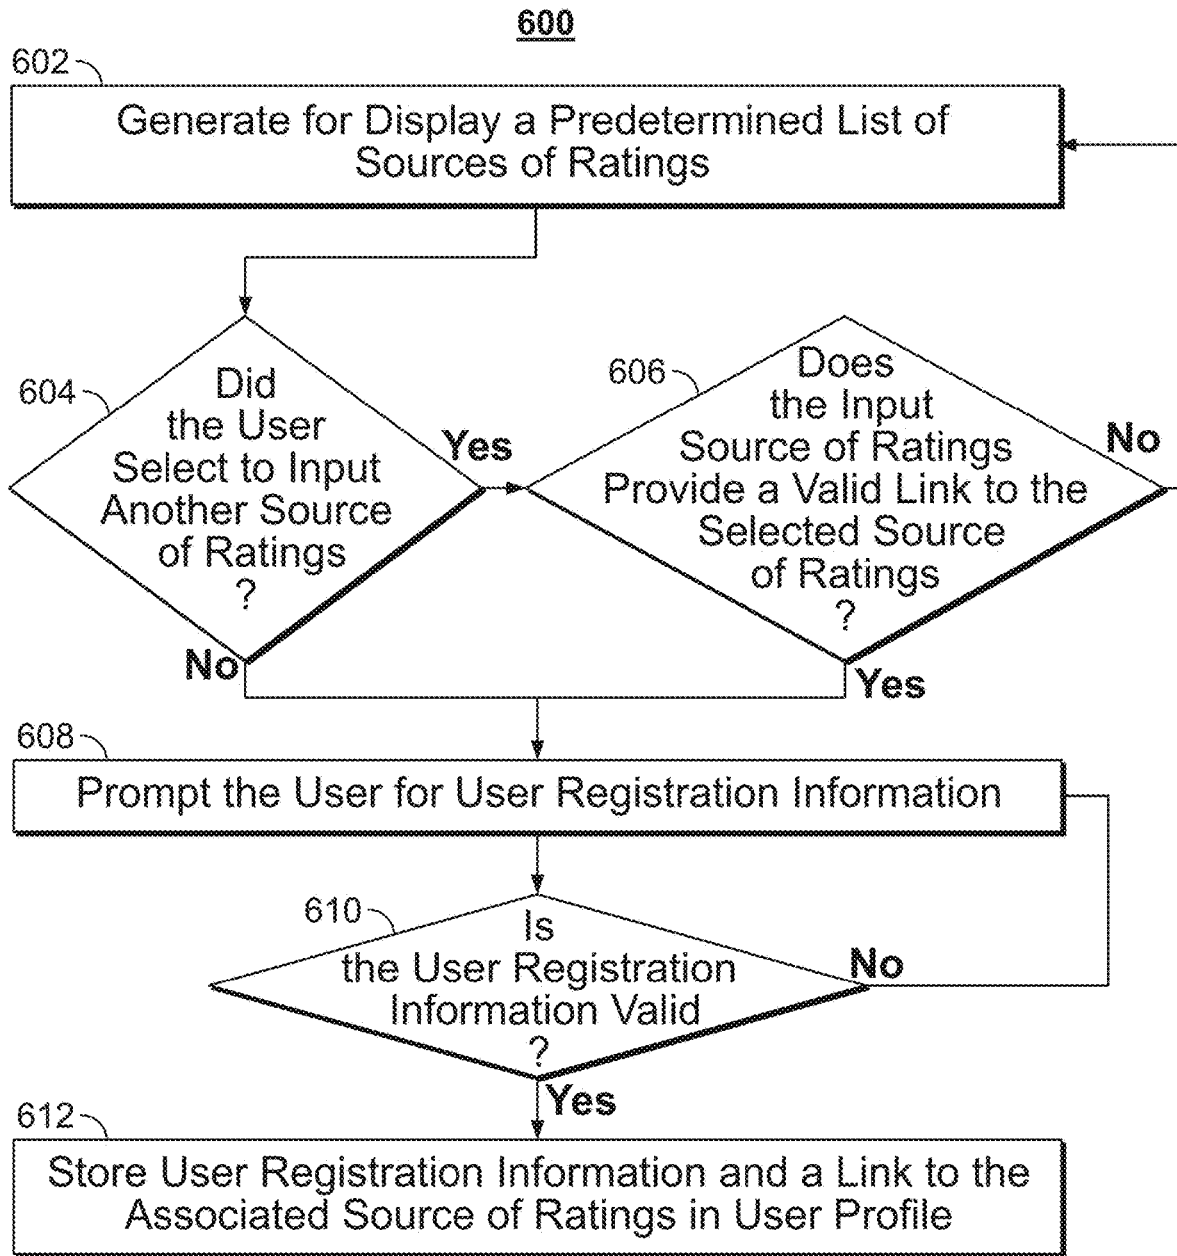 600
602
Generate for Display a Predetermined List of
Sources of Ratings
604
Did
the User
Select to Input
Another Source
of Ratings
?
Yes
No
606
Does
the Input
Source of Ratings
Provide a Valid Link to the
Selected Source
of Ratings
?
No
Yes
608
Prompt the User for User Registration Information
610
Is
the User Registration
Information Valid
?
No
Yes
612
Store User Registration Information and a Link to the
Associated Source of Ratings in User Profile